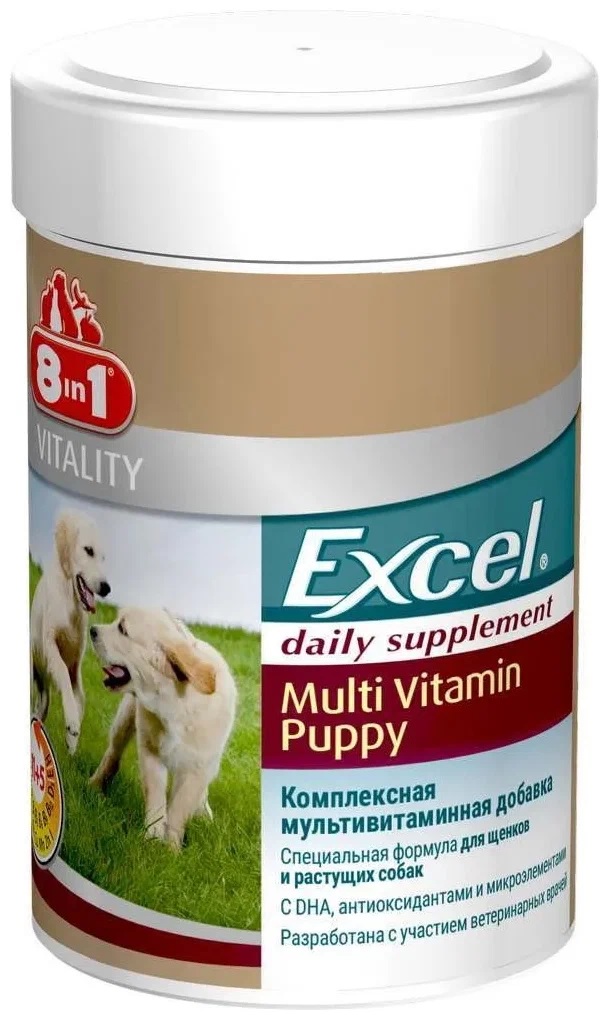 8in1®
VITALITY
Excel®
daily supplement
Multi Vitamin
Puppy
Комплексная
мультивитаминная добавка
Специальная формула для щенков
и растущих собак
С DHA, антиоксидантами и микроэлементами
Разработана с участием ветеринарных врачей